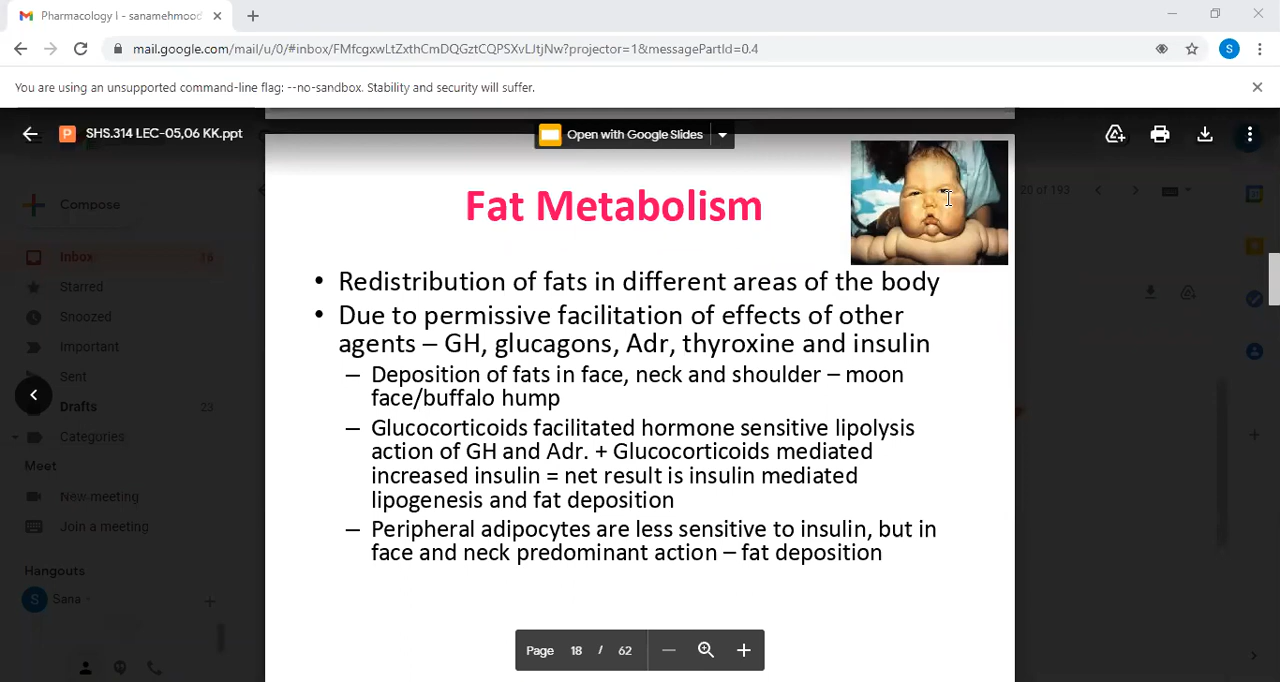 Pharmacology I - sanamehmood
mail.google.com/mail/u/0/#inbox/FMfcgxwLtZxthCmDQGztCQPSXvLJtjNw?projector=1&messagePartId=0.4
S
You are using an unsupported command-line flag: --no-sandbox. Stability and security will suffer.
P SHS.314 LEC-05,06 KK.ppt
Open with Google Slides
Compose
20 of 193
Inbox 16
Starred
Snoozed
Important
Sent
Drafts 23
Categories
Meet
New meeting
Join a meeting
Hangouts
S Sana
Fat Metabolism
• Redistribution of fats in different areas of the body
• Due to permissive facilitation of effects of other
agents – GH, glucagons, Adr, thyroxine and insulin
– Deposition of fats in face, neck and shoulder – moon
face/buffalo hump
– Glucocorticoids facilitated hormone sensitive lipolysis
action of GH and Adr. + Glucocorticoids mediated
increased insulin = net result is insulin mediated
lipogenesis and fat deposition
– Peripheral adipocytes are less sensitive to insulin, but in
face and neck predominant action – fat deposition
Page 18 / 62